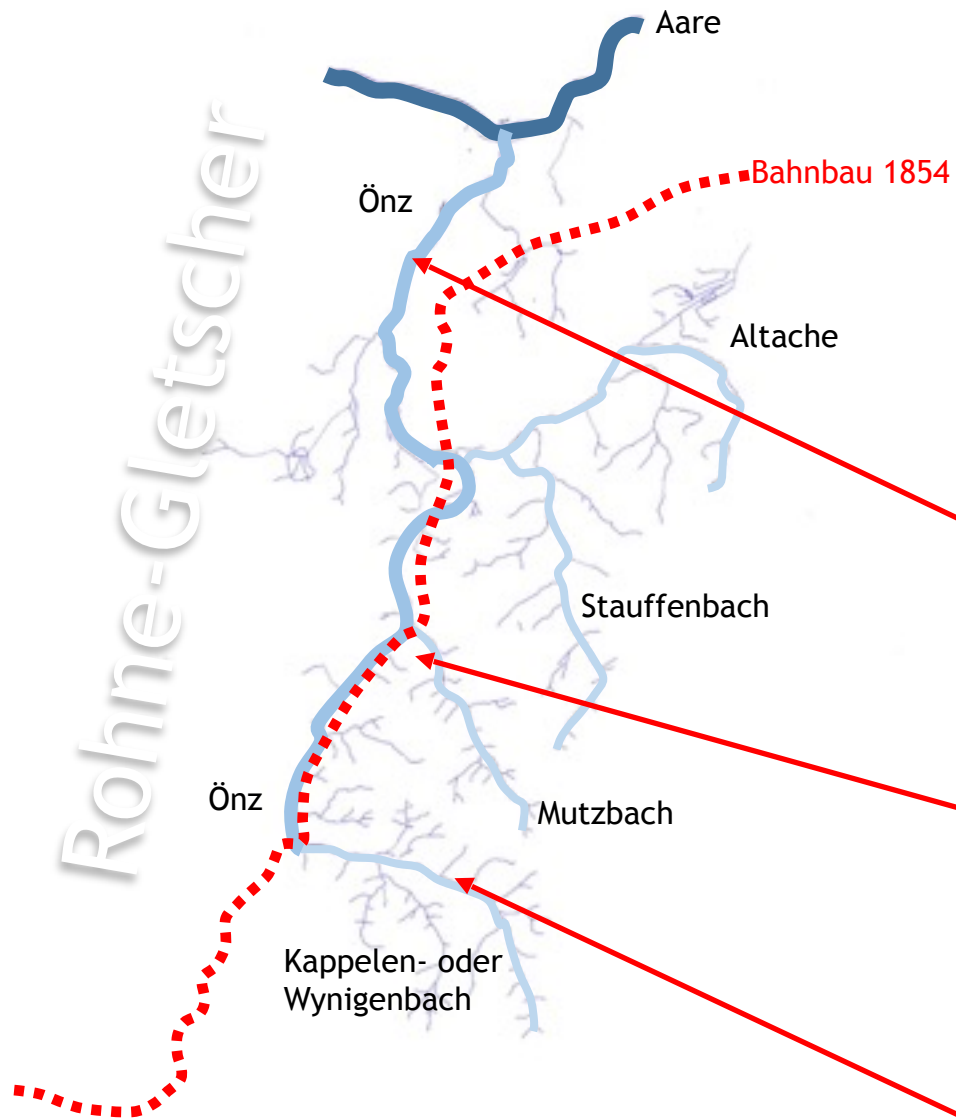 Aare
Bahnbau 1854
Önz
Altache
Rohne-Gletscher
Stauffenbach
Önz
Mutzbach
Kappelen- oder
Wynigenbach